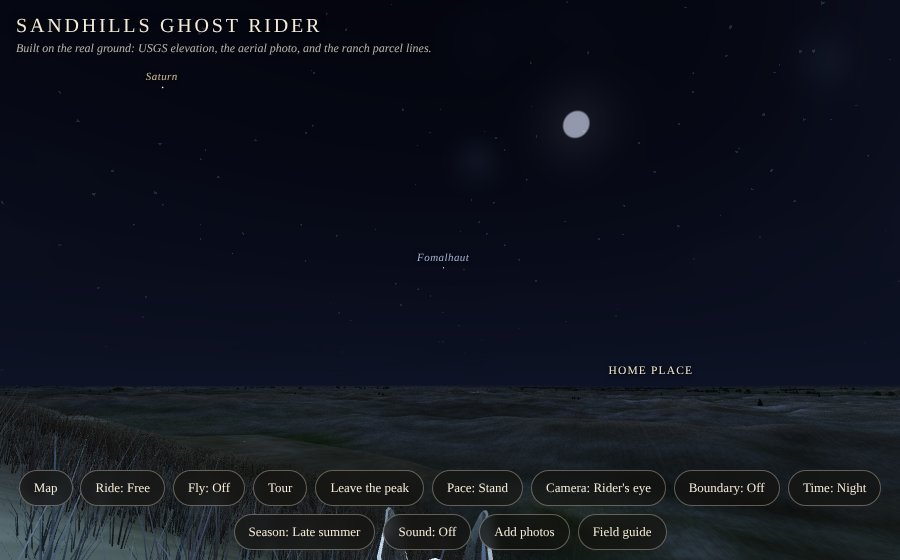 SANDHILLS GHOST RIDER
Built on the real ground: USGS elevation, the aerial photo, and the ranch parcel lines.
Saturn
Fomalhaut
HOME PLACE
Map Ride: Free Fly: Off Tour Leave the peak Pace: Stand Camera: Rider's eye Boundary: Off Time: Night
Season: Late summer Sound: Off Add photos Field guide